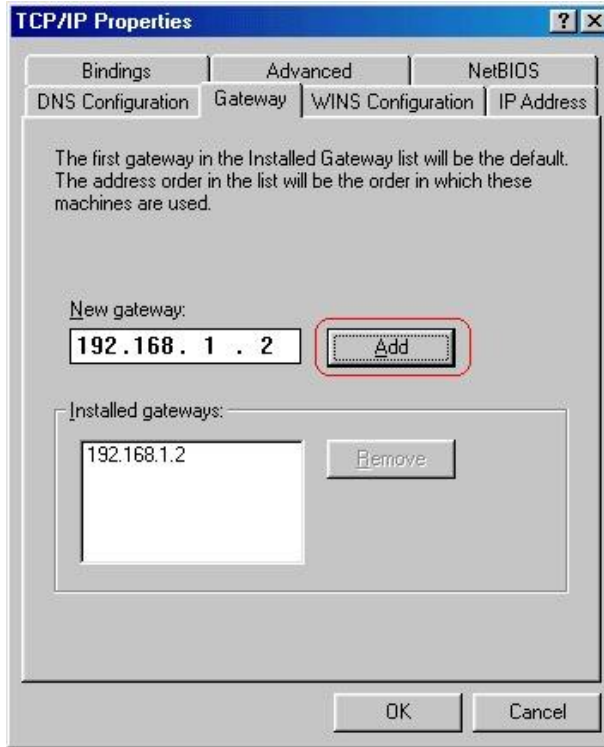 TCP/IP Properties
Bindings Advanced NetBIOS
DNS Configuration Gateway WINS Configuration IP Address
The first gateway in the Installed Gateway list will be the default.
The address order in the list will be the order in which these
machines are used.
New gateway:
192.168. 1 . 2 Add
Installed gateways:
192.168.1.2 Remove
OK Cancel